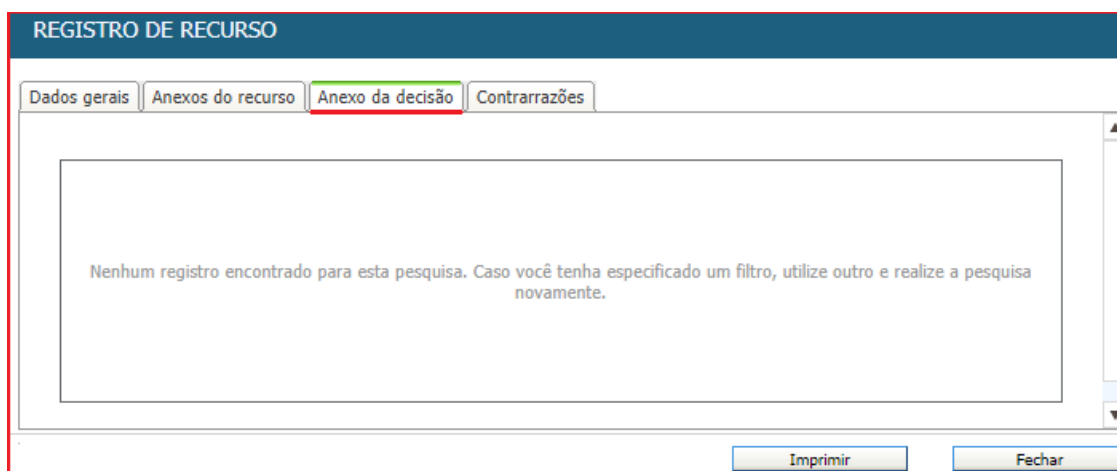 REGISTRO DE RECURSO
Dados gerais Anexos do recurso Anexo da decisão Contrarrazões
Nenhum registro encontrado para esta pesquisa. Caso você tenha especificado um filtro, utilize outro e realize a pesquisa
novamente.
Imprimir Fechar